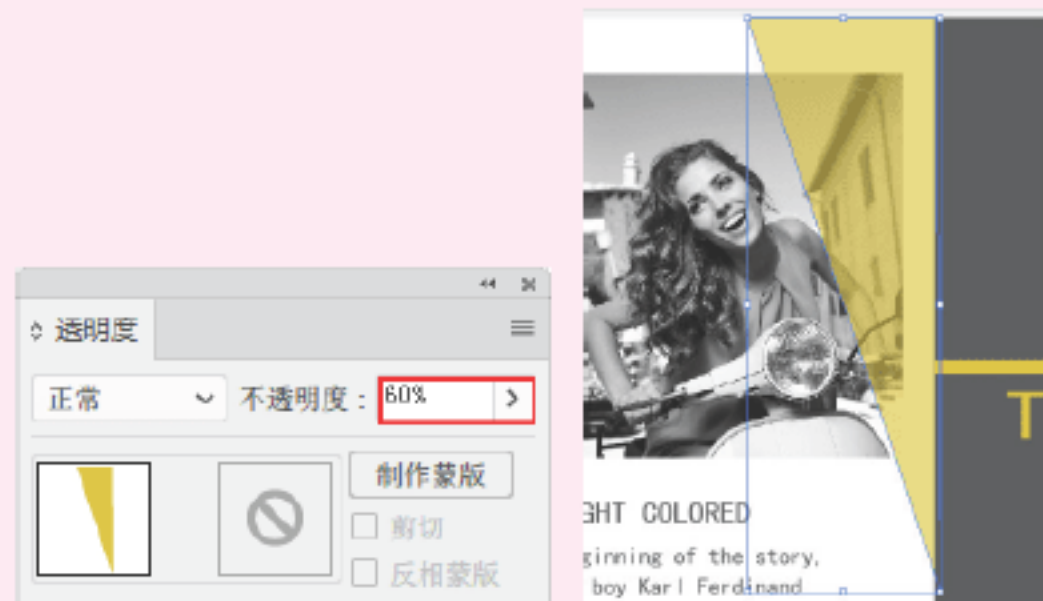 透明度
正常 不透明度： 60%
制作蒙版
剪切
反相蒙版
T
GHT COLORED
ginning of the story,
boy Karl Ferdinand